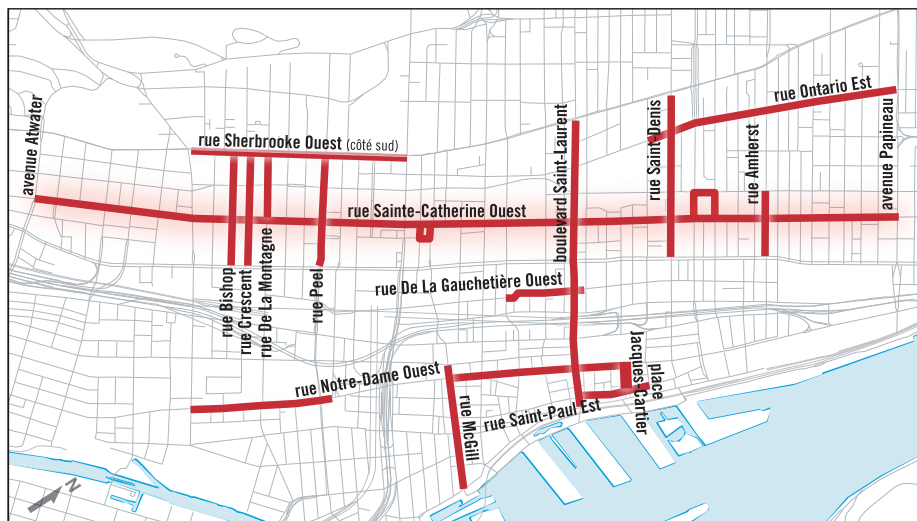 rue Ontario Est
avenue Atwater
rue Sherbrooke Ouest (côté sud)
boulevard Saint-Laurent
rue Saint-Denis
rue Amherst
avenue Papineau
rue Sainte-Catherine Ouest
rue Bishop
rue Crescent
rue De La Montagne
rue Peel
rue De La Gauchetière Ouest
rue Notre-Dame Ouest
rue McGill
rue Saint-Paul Est
place
Jacques-Cartier
N